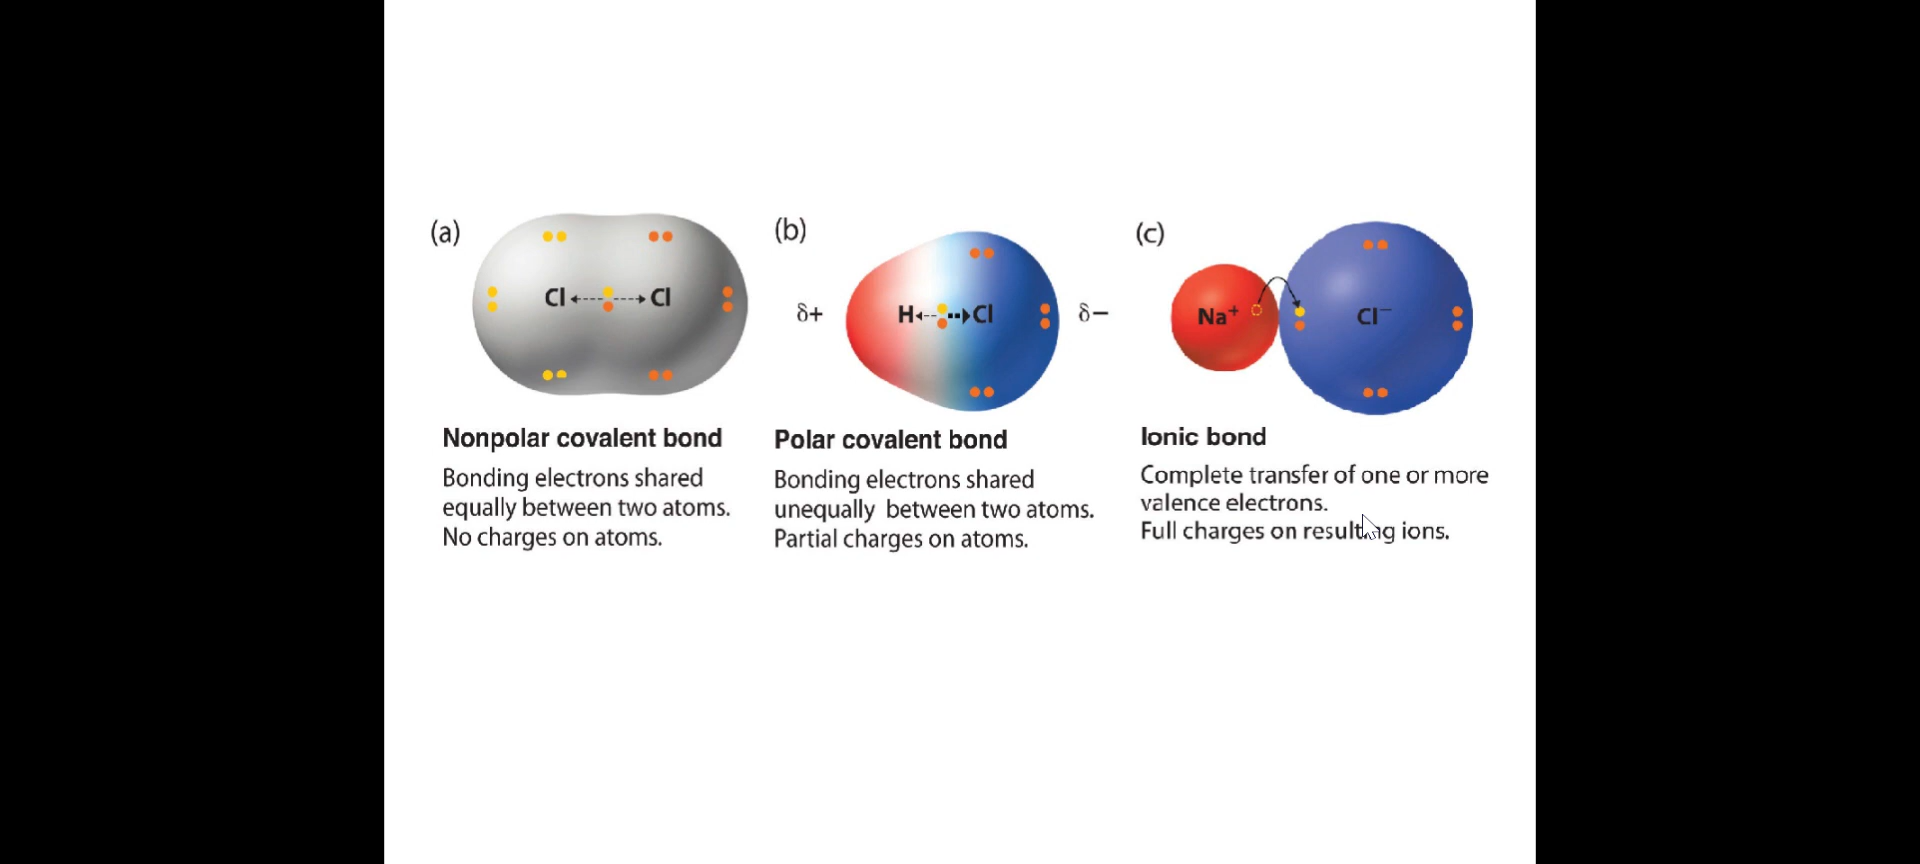 (a)
Cl Cl
Nonpolar covalent bond
Bonding electrons shared
equally between two atoms.
No charges on atoms.
(b)
δ+ H Cl δ−
Polar covalent bond
Bonding electrons shared
unequally between two atoms.
Partial charges on atoms.
(c)
Na⁺ Cl⁻
Ionic bond
Complete transfer of one or more
valence electrons.
Full charges on resulting ions.